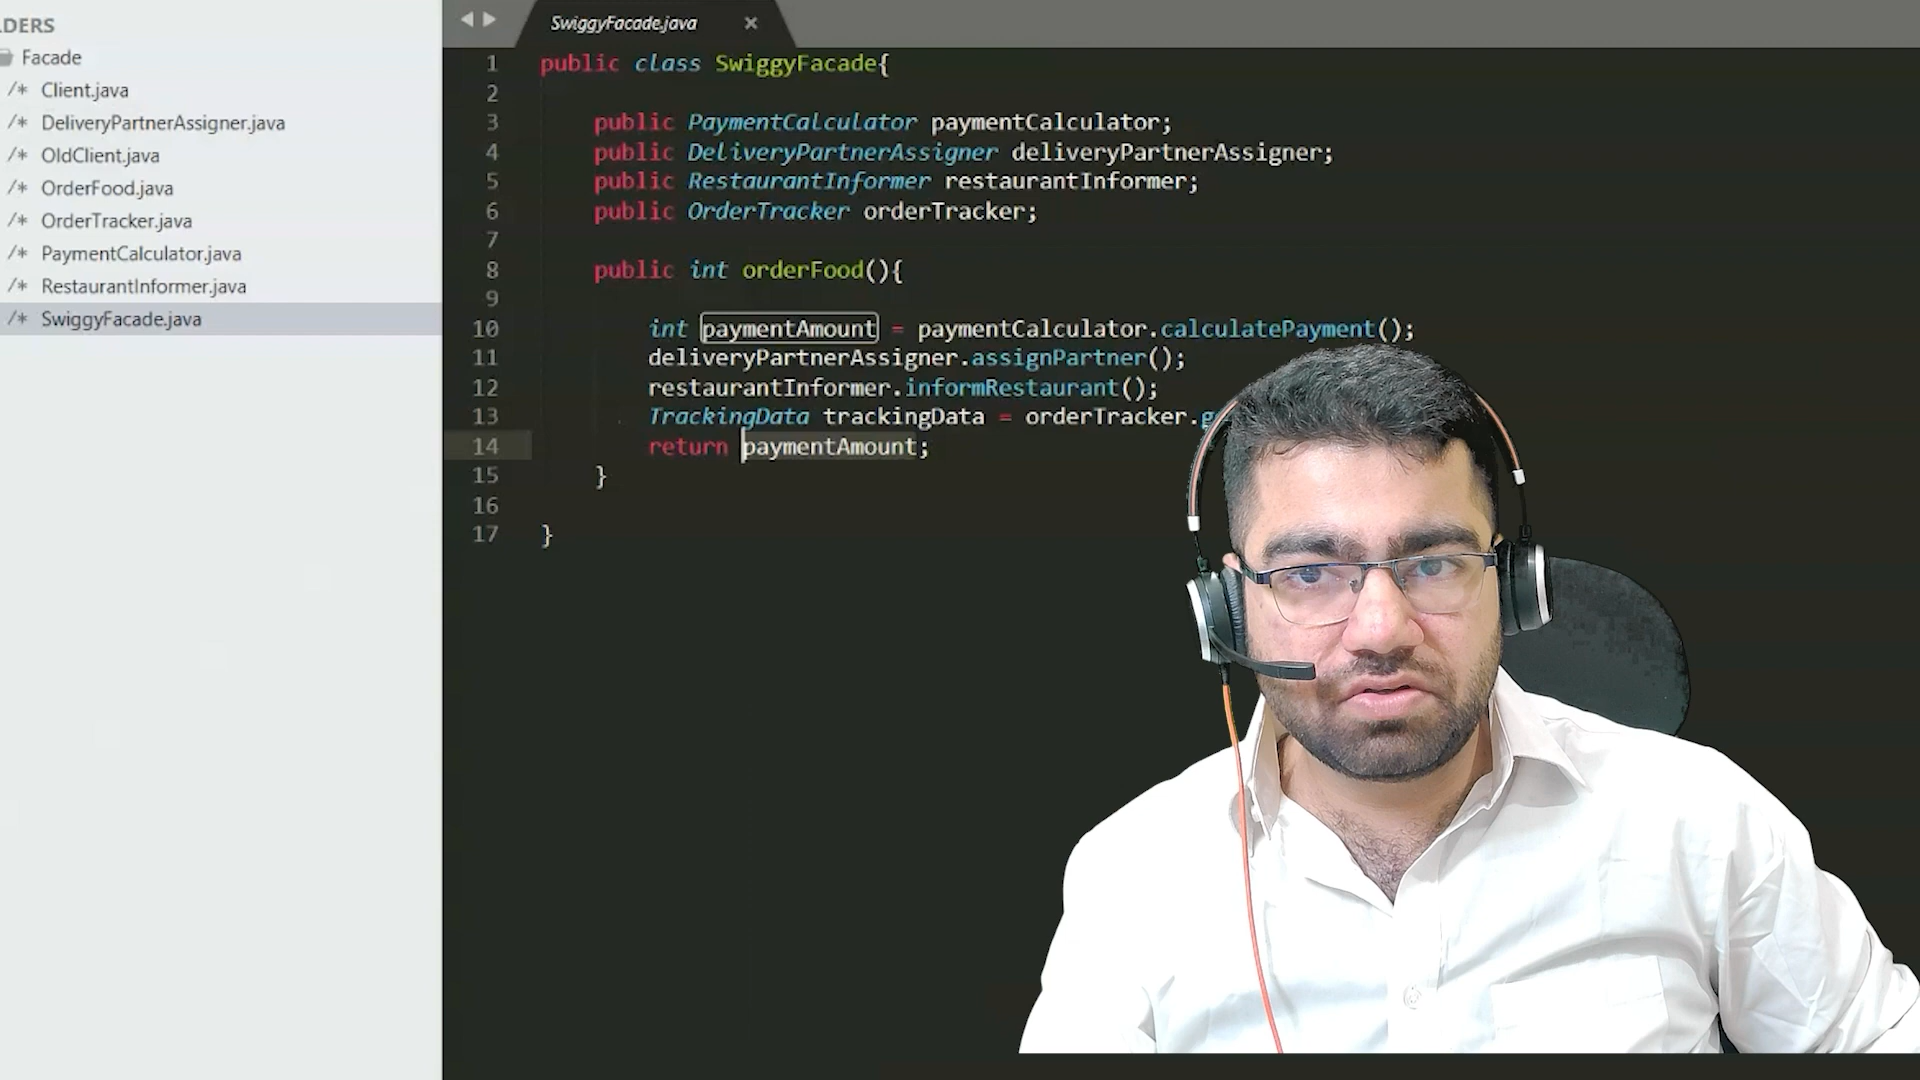 DERS
Facade
/* Client.java
/* DeliveryPartnerAssigner.java
/* OldClient.java
/* OrderFood.java
/* OrderTracker.java
/* PaymentCalculator.java
/* RestaurantInformer.java
/* SwiggyFacade.java
SwiggyFacade.java ×
1 public class SwiggyFacade{
2
3 public PaymentCalculator paymentCalculator;
4 public DeliveryPartnerAssigner deliveryPartnerAssigner;
5 public RestaurantInformer restaurantInformer;
6 public OrderTracker orderTracker;
7
8 public int orderFood(){
9
10 int paymentAmount = paymentCalculator.calculatePayment();
11 deliveryPartnerAssigner.assignPartner();
12 restaurantInformer.informRestaurant();
13 TrackingData trackingData = orderTracker.
14 return paymentAmount;
15 }
16
17 }